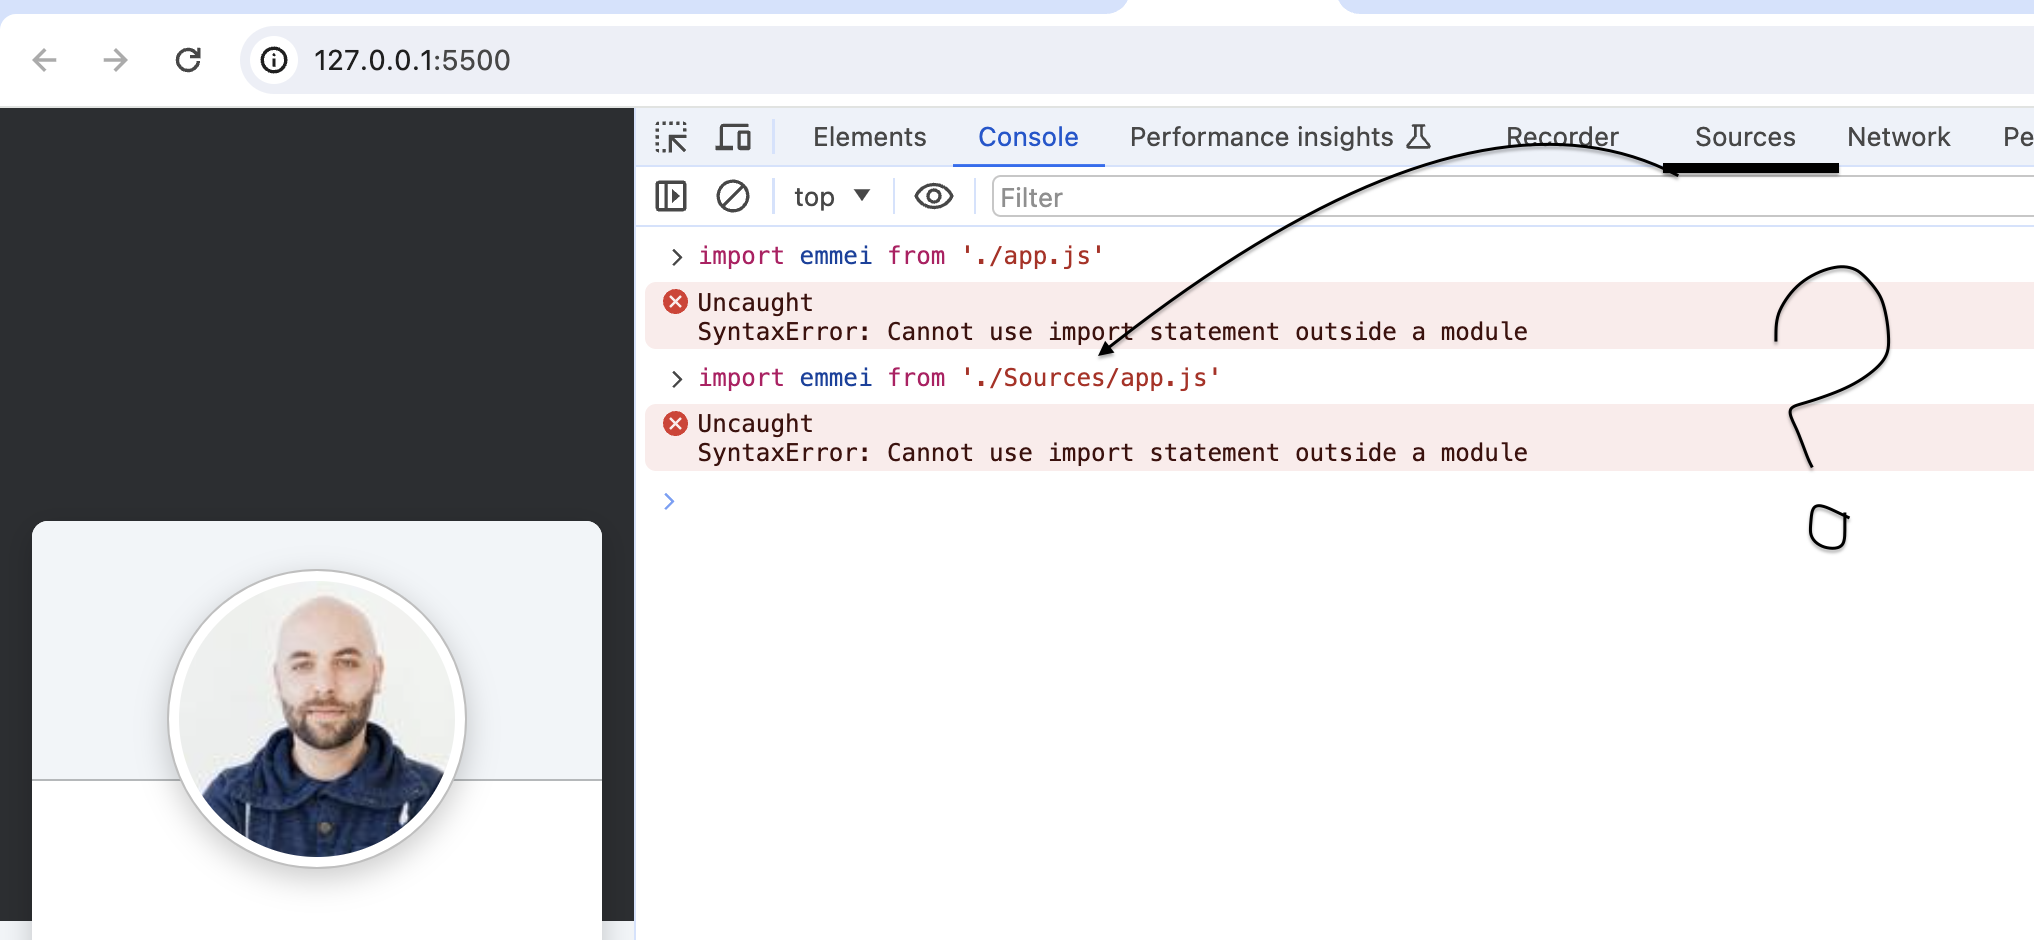 127.0.0.1:5500
Elements Console Performance insights Recorder Sources Network Pe
top Filter
import emmei from './app.js'
Uncaught
SyntaxError: Cannot use import statement outside a module
import emmei from './Sources/app.js'
Uncaught
SyntaxError: Cannot use import statement outside a module
?